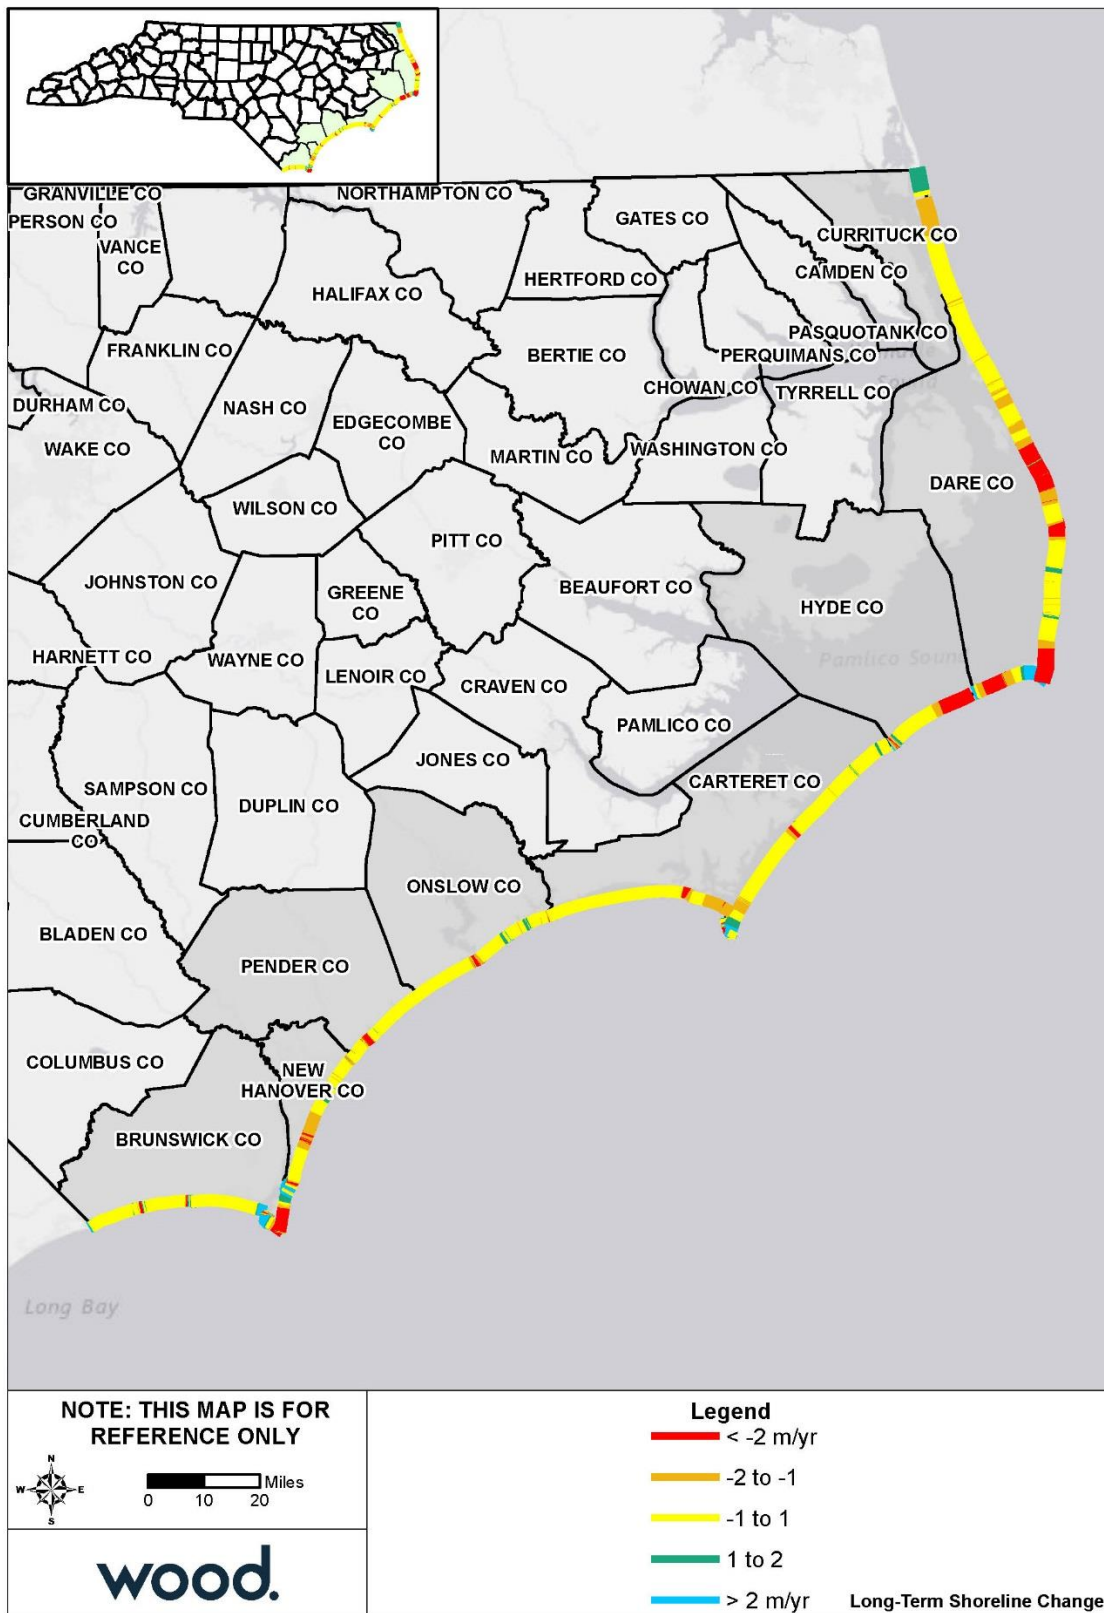 GRANVILLE CO
NORTHAMPTON CO
PERSON CO
VANCE
CO
GATES CO
CURRITUCK CO
HERTFORD CO
CAMDEN CO
HALIFAX CO
PASQUOTANK CO
FRANKLIN CO
BERTIE CO
PERQUIMANS CO
CHOWAN CO
TYRRELL CO
DURHAM CO
NASH CO
EDGECOMBE
CO
WAKE CO
MARTIN CO
WASHINGTON CO
DARE CO
WILSON CO
PITT CO
JOHNSTON CO
GREENE
CO
BEAUFORT CO
HYDE CO
HARNETT CO
WAYNE CO
LENOIR CO
CRAVEN CO
Pamlico Sound
PAMLICO CO
JONES CO
CARTERET CO
SAMPSON CO
DUPLIN CO
CUMBERLAND
CO
ONSLOW CO
BLADEN CO
PENDER CO
COLUMBUS CO
NEW
HANOVER CO
BRUNSWICK CO
Long Bay
NOTE: THIS MAP IS FOR
REFERENCE ONLY
N
W E
S
Miles
0 10 20
wood.
Legend
< -2 m/yr
-2 to -1
-1 to 1
1 to 2
> 2 m/yr
Long-Term Shoreline Change